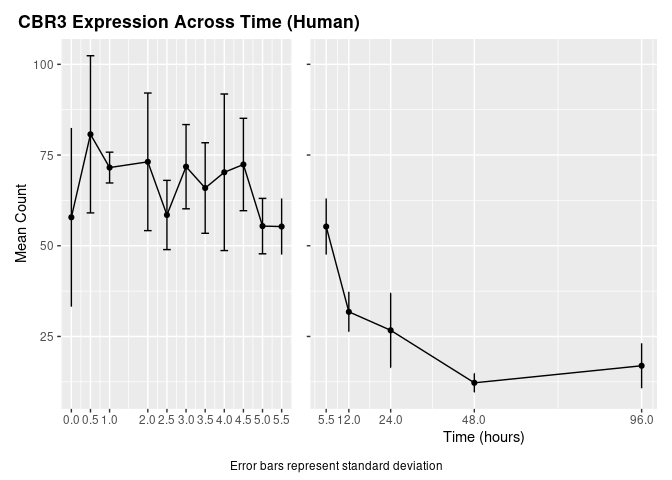 CBR3 Expression Across Time (Human)
Mean Count
100
75
50
25
0.0 0.5 1.0 2.0 2.5 3.0 3.5 4.0 4.5 5.0 5.5
5.5 12.0 24.0 48.0 96.0
Time (hours)
Error bars represent standard deviation